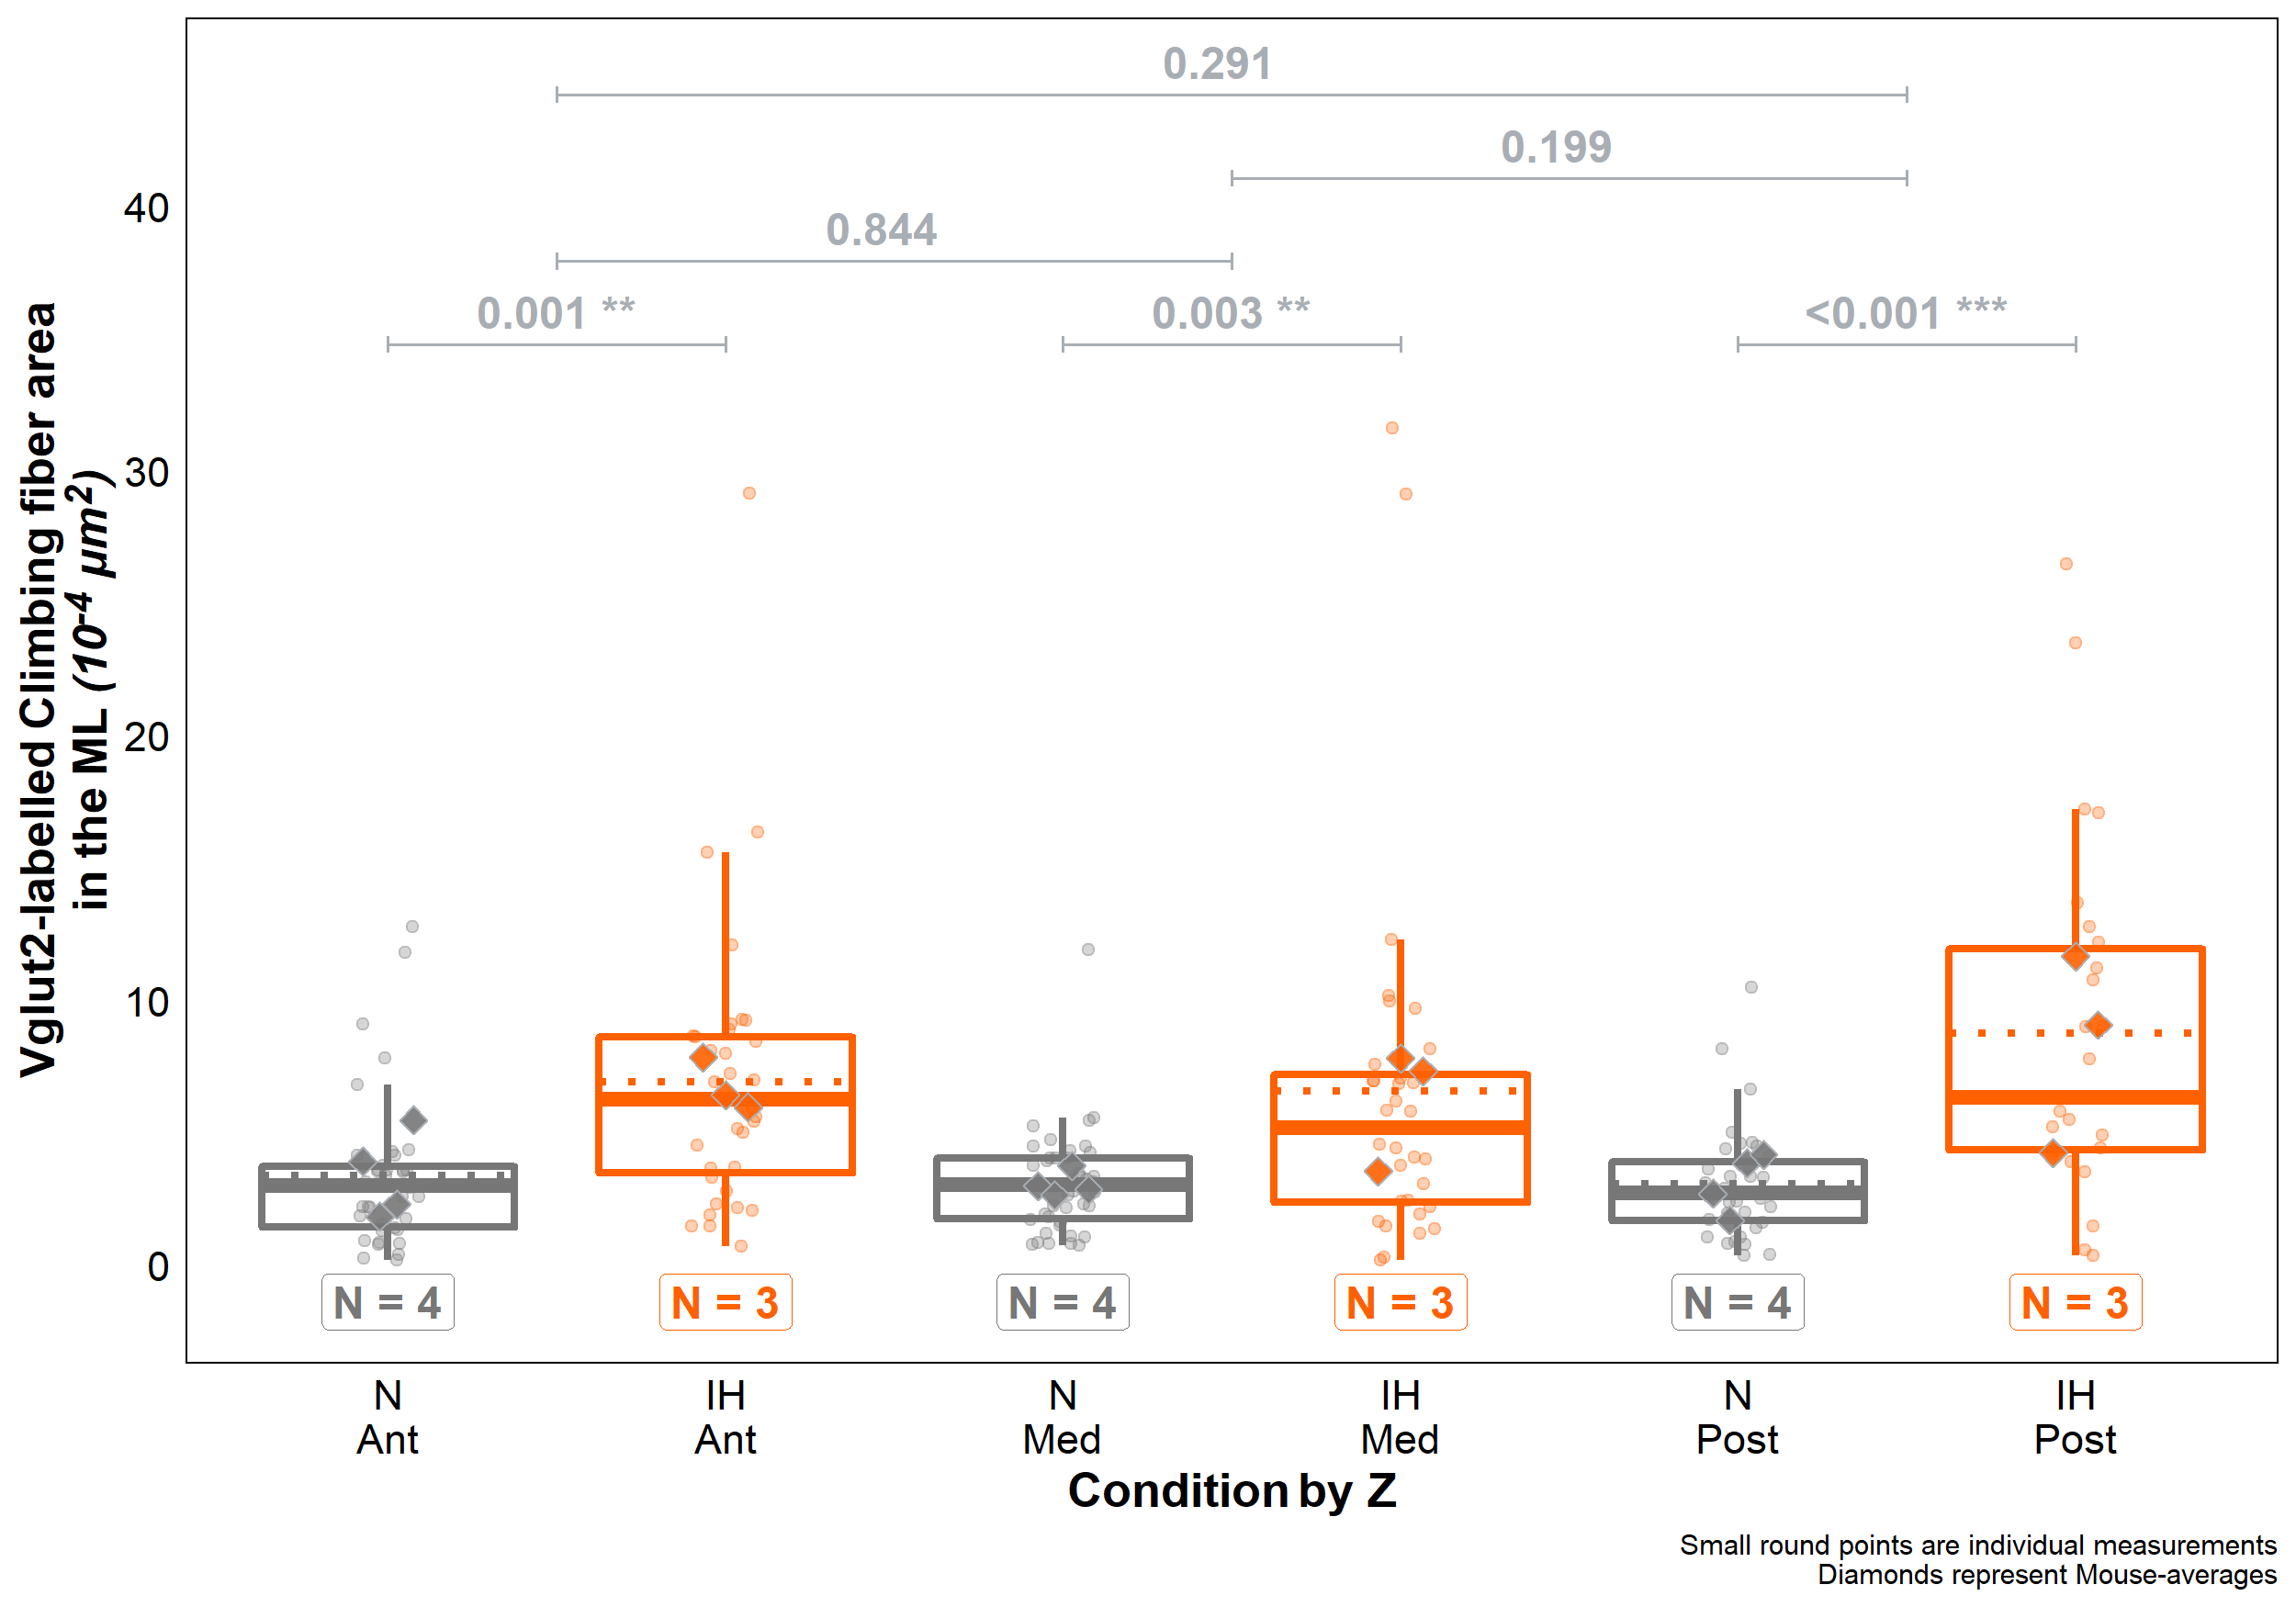 0.291
0.199
0.844
0.001 **
0.003 **
<0.001 ***
Vglut2-labelled Climbing fiber area
in the ML (10⁻⁴ µm²)
40
30
20
10
0
N = 4
N = 3
N = 4
N = 3
N = 4
N = 3
N
Ant
IH
Ant
N
Med
IH
Med
N
Post
IH
Post
Condition by Z
Small round points are individual measurements
Diamonds represent Mouse-averages